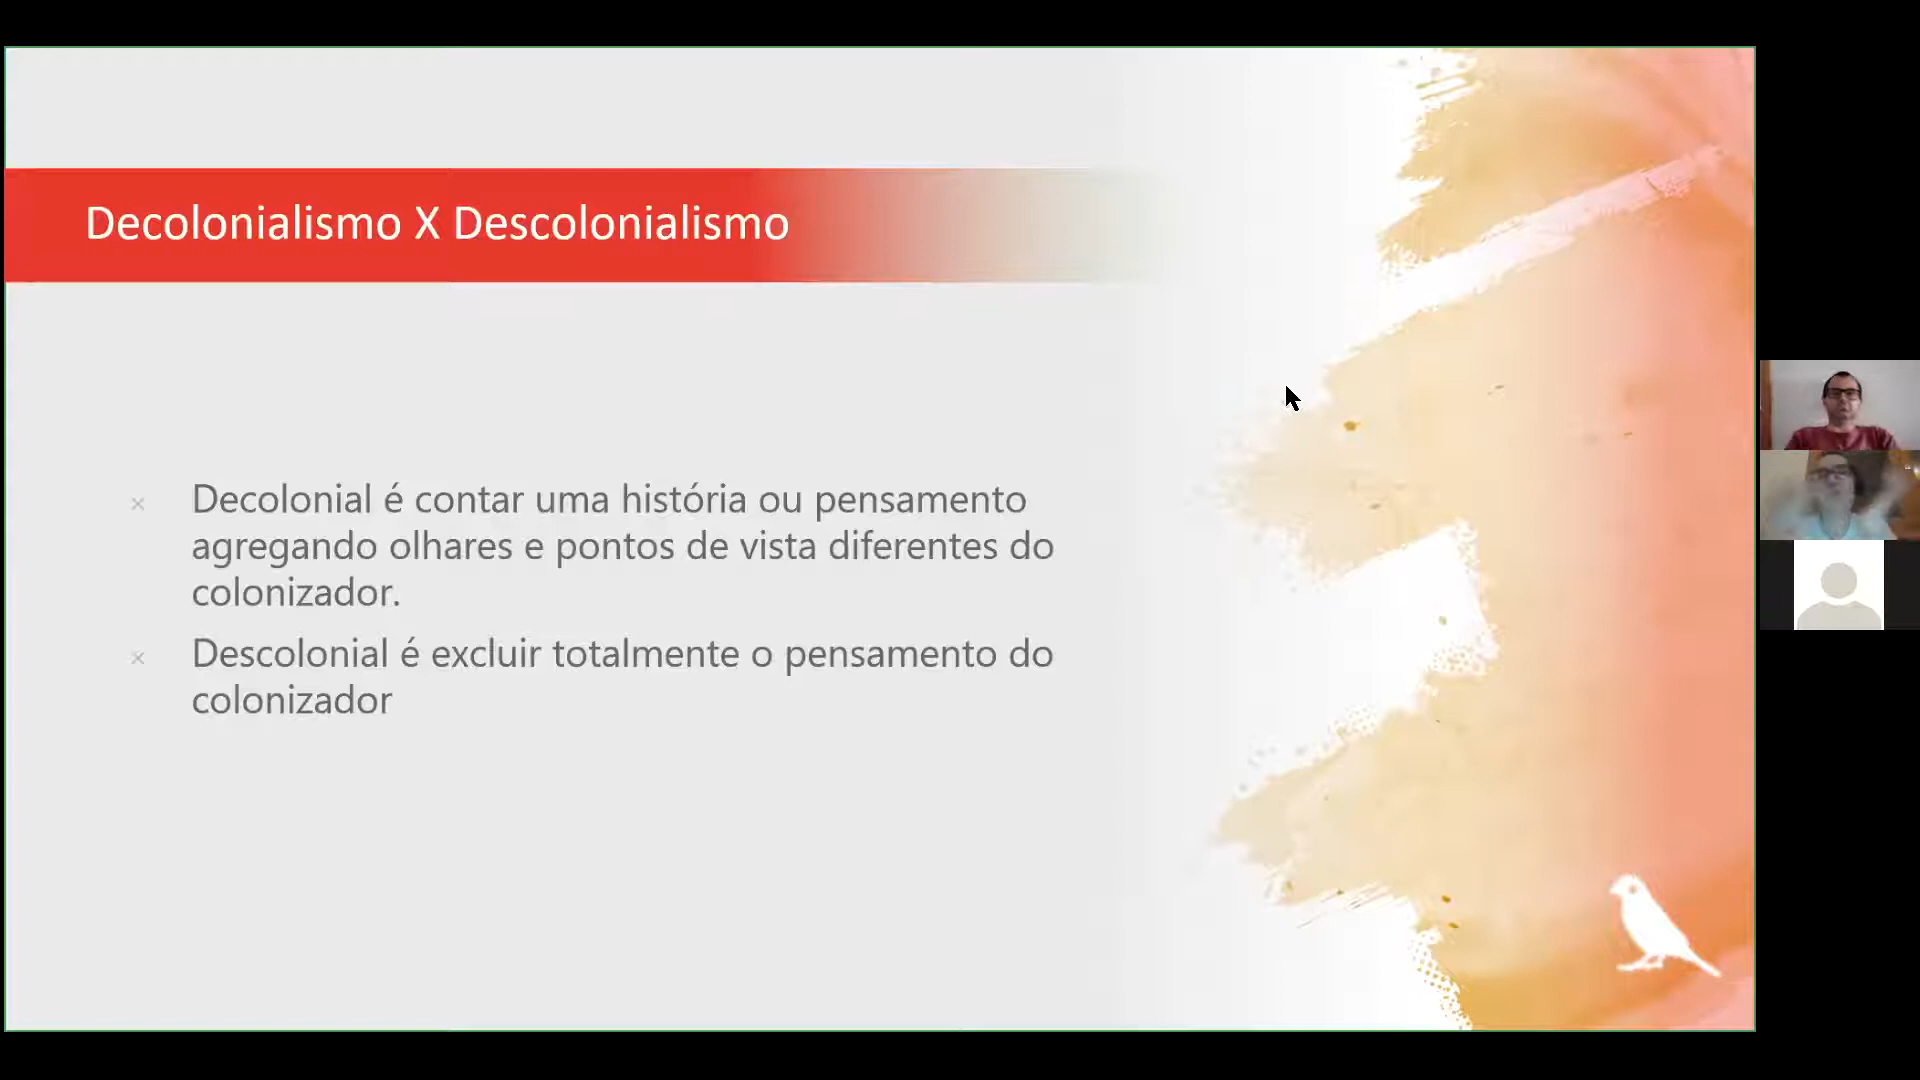 Decolonialismo X Descolonialismo
Decolonial é contar uma história ou pensamento
agregando olhares e pontos de vista diferentes do
colonizador.
Descolonial é excluir totalmente o pensamento do
colonizador